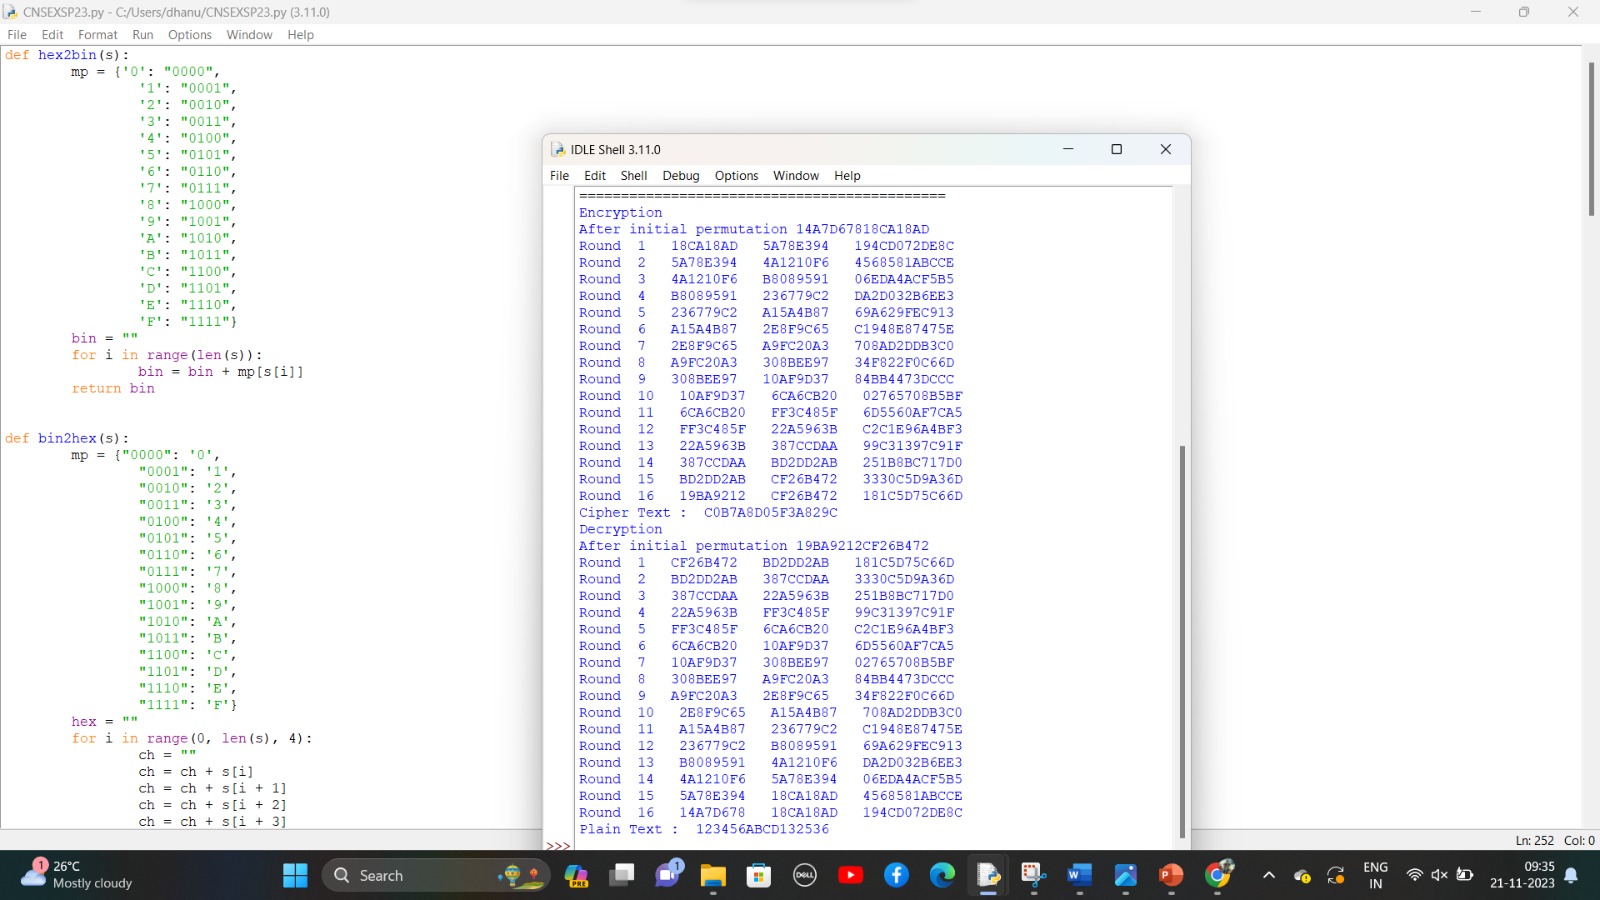 CNSEXSP23.py - C:/Users/dhanu/CNSEXSP23.py (3.11.0)
File Edit Format Run Options Window Help
def hex2bin(s):
mp = {'0': "0000",
'1': "0001",
'2': "0010",
'3': "0011",
'4': "0100",
'5': "0101",
'6': "0110",
'7': "0111",
'8': "1000",
'9': "1001",
'A': "1010",
'B': "1011",
'C': "1100",
'D': "1101",
'E': "1110",
'F': "1111"}
bin = ""
for i in range(len(s)):
bin = bin + mp[s[i]]
return bin
def bin2hex(s):
mp = {"0000": '0',
"0001": '1',
"0010": '2',
"0011": '3',
"0100": '4',
"0101": '5',
"0110": '6',
"0111": '7',
"1000": '8',
"1001": '9',
"1010": 'A',
"1011": 'B',
"1100": 'C',
"1101": 'D',
"1110": 'E',
"1111": 'F'}
hex = ""
for i in range(0, len(s), 4):
ch = ""
ch = ch + s[i]
ch = ch + s[i + 1]
ch = ch + s[i + 2]
ch = ch + s[i + 3]
IDLE Shell 3.11.0
File Edit Shell Debug Options Window Help
============================================
Encryption
After initial permutation 14A7D67818CA18AD
Round 1 18CA18AD 5A78E394 194CD072DE8C
Round 2 5A78E394 4A1210F6 4568581ABCCE
Round 3 4A1210F6 B8089591 06EDA4ACF5B5
Round 4 B8089591 236779C2 DA2D032B6EE3
Round 5 236779C2 A15A4B87 69A629FEC913
Round 6 A15A4B87 2E8F9C65 C1948E87475E
Round 7 2E8F9C65 A9FC20A3 708AD2DDB3C0
Round 8 A9FC20A3 308BEE97 34F822F0C66D
Round 9 308BEE97 10AF9D37 84BB4473DCCC
Round 10 10AF9D37 6CA6CB20 02765708B5BF
Round 11 6CA6CB20 FF3C485F 6D5560AF7CA5
Round 12 FF3C485F 22A5963B C2C1E96A4BF3
Round 13 22A5963B 387CCDAA 99C31397C91F
Round 14 387CCDAA BD2DD2AB 251B8BC717D0
Round 15 BD2DD2AB CF26B472 3330C5D9A36D
Round 16 19BA9212 CF26B472 181C5D75C66D
Cipher Text : C0B7A8D05F3A829C
Decryption
After initial permutation 19BA9212CF26B472
Round 1 CF26B472 BD2DD2AB 181C5D75C66D
Round 2 BD2DD2AB 387CCDAA 3330C5D9A36D
Round 3 387CCDAA 22A5963B 251B8BC717D0
Round 4 22A5963B FF3C485F 99C31397C91F
Round 5 FF3C485F 6CA6CB20 C2C1E96A4BF3
Round 6 6CA6CB20 10AF9D37 6D5560AF7CA5
Round 7 10AF9D37 308BEE97 02765708B5BF
Round 8 308BEE97 A9FC20A3 84BB4473DCCC
Round 9 A9FC20A3 2E8F9C65 34F822F0C66D
Round 10 2E8F9C65 A15A4B87 708AD2DDB3C0
Round 11 A15A4B87 236779C2 C1948E87475E
Round 12 236779C2 B8089591 69A629FEC913
Round 13 B8089591 4A1210F6 DA2D032B6EE3
Round 14 4A1210F6 5A78E394 06EDA4ACF5B5
Round 15 5A78E394 18CA18AD 4568581ABCCE
Round 16 14A7D678 18CA18AD 194CD072DE8C
Plain Text : 123456ABCD132536
>>>
Ln: 252 Col: 0
1
26°C
Mostly cloudy
Search
PRE
1
DELL
ENG
IN
09:35
21-11-2023